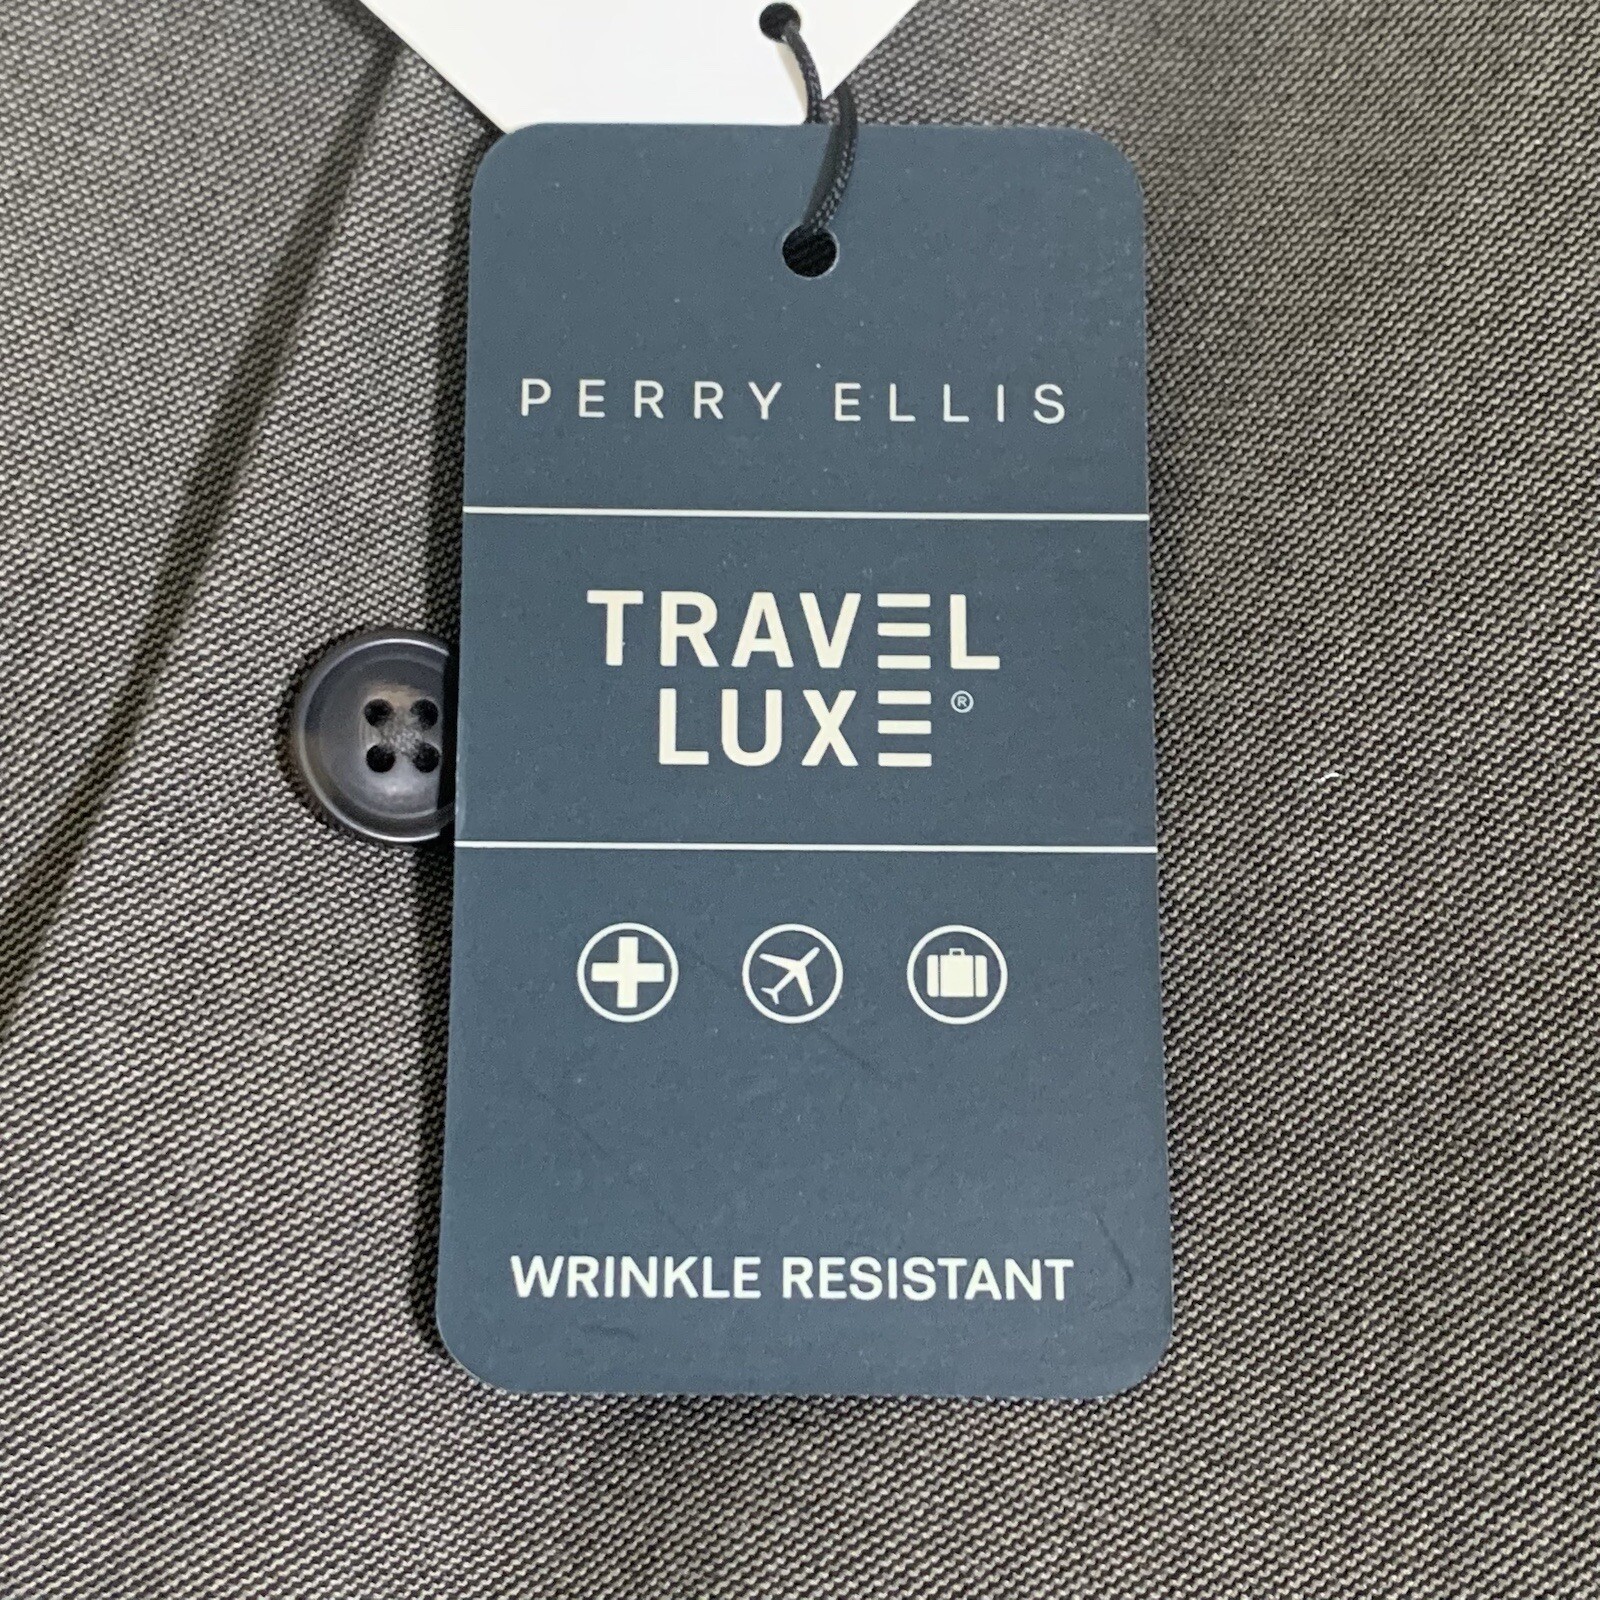 PERRY ELLIS
TRAVEL
LUXE®
WRINKLE RESISTANT